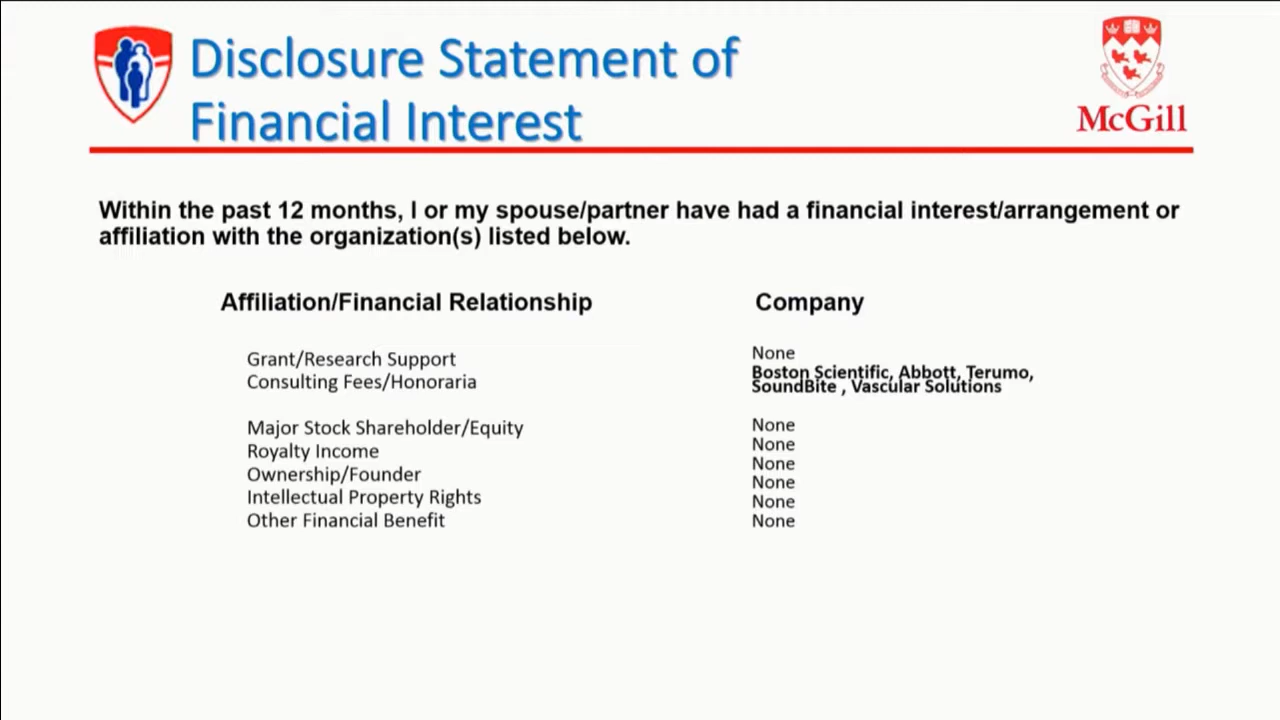 Disclosure Statement of
Financial Interest
McGill
Within the past 12 months, I or my spouse/partner have had a financial interest/arrangement or
affiliation with the organization(s) listed below.
Affiliation/Financial Relationship
Company
Grant/Research Support
Consulting Fees/Honoraria
Major Stock Shareholder/Equity
Royalty Income
Ownership/Founder
Intellectual Property Rights
Other Financial Benefit
None
Boston Scientific, Abbott, Terumo,
SoundBite , Vascular Solutions
None
None
None
None
None
None